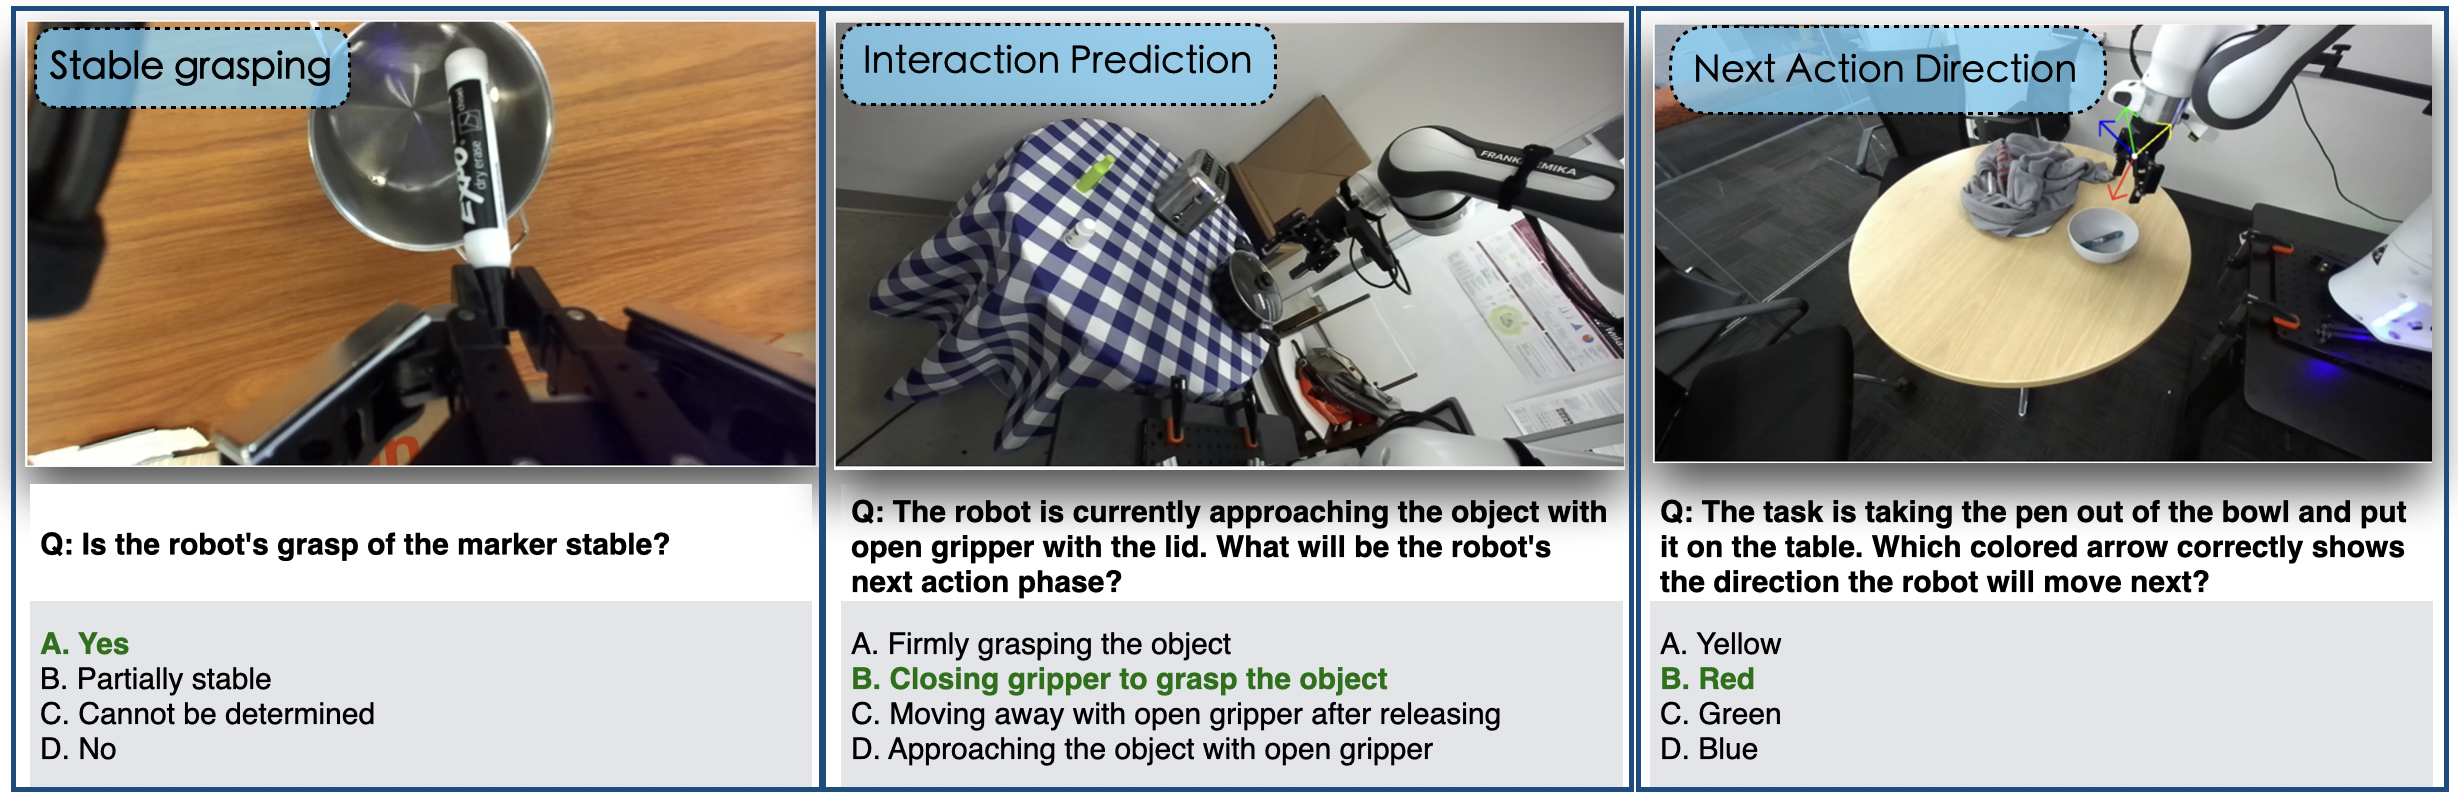 Stable grasping
EXPO
dry erase
Q: Is the robot's grasp of the marker stable?
A. Yes
B. Partially stable
C. Cannot be determined
D. No
Interaction Prediction
FRANKA EMIKA
Q: The robot is currently approaching the object with
open gripper with the lid. What will be the robot's
next action phase?
A. Firmly grasping the object
B. Closing gripper to grasp the object
C. Moving away with open gripper after releasing
D. Approaching the object with open gripper
Next Action Direction
Q: The task is taking the pen out of the bowl and put
it on the table. Which colored arrow correctly shows
the direction the robot will move next?
A. Yellow
B. Red
C. Green
D. Blue